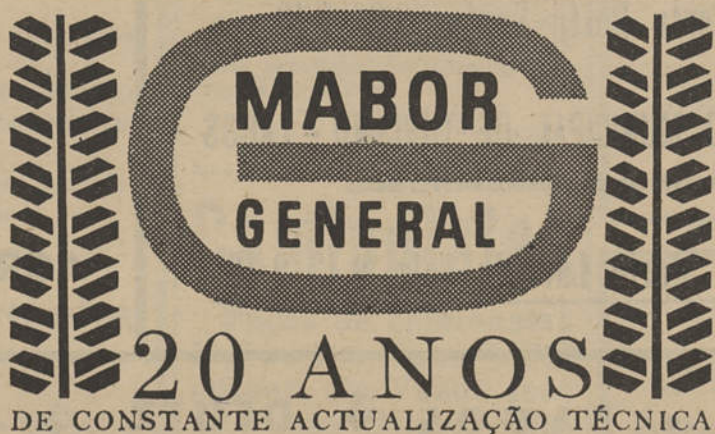 MABOR
GENERAL
20 ANOS
DE CONSTANTE ACTUALIZAÇÃO TÉCNICA